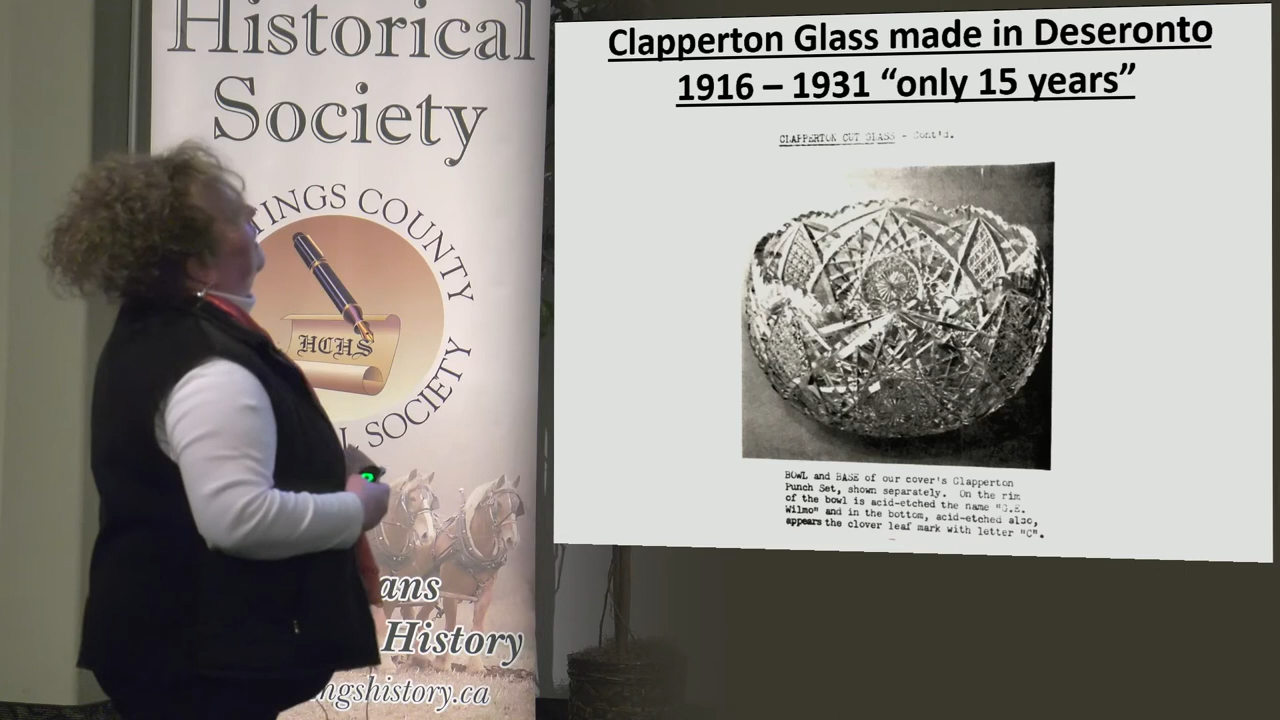 Historical
Society
TINGS COUNTY
HCHS
L SOCIETY
ans
History
ngshistory.ca
Clapperton Glass made in Deseronto
1916 – 1931 “only 15 years”
CLAPPERTON CUT GLASS - Cont'd.
BOWL and BASE of our cover's Clapperton
Punch Set, shown separately. On the rim
of the bowl is acid-etched the name "J.E.
Wilmo" and in the bottom, acid-etched also,
appears the clover leaf mark with letter "C".